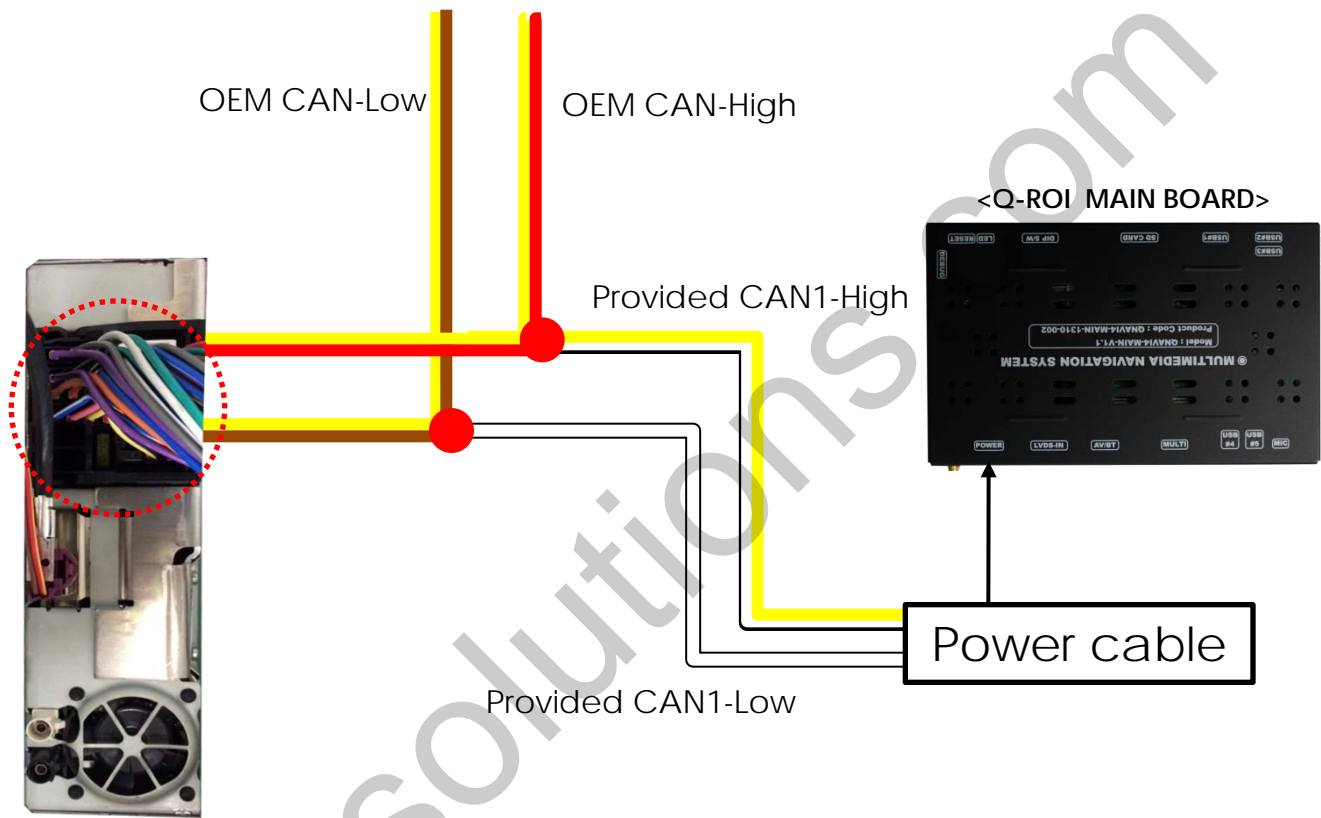 OEM CAN-Low
OEM CAN-High
<Q-ROI MAIN BOARD>
RESET LED DIP S/W SD CARD USB#1 USB#2
USB#3
DEBUG
Provided CAN1-High
Model : QNAVI4-MAIN-V1.1
Product Code : QNAVI4-MAIN-1310-002
MULTIMEDIA NAVIGATION SYSTEM
POWER LVDS-IN AV/BT MULTI USB #4 USB #5 MIC
Power cable
Provided CAN1-Low
solutions com